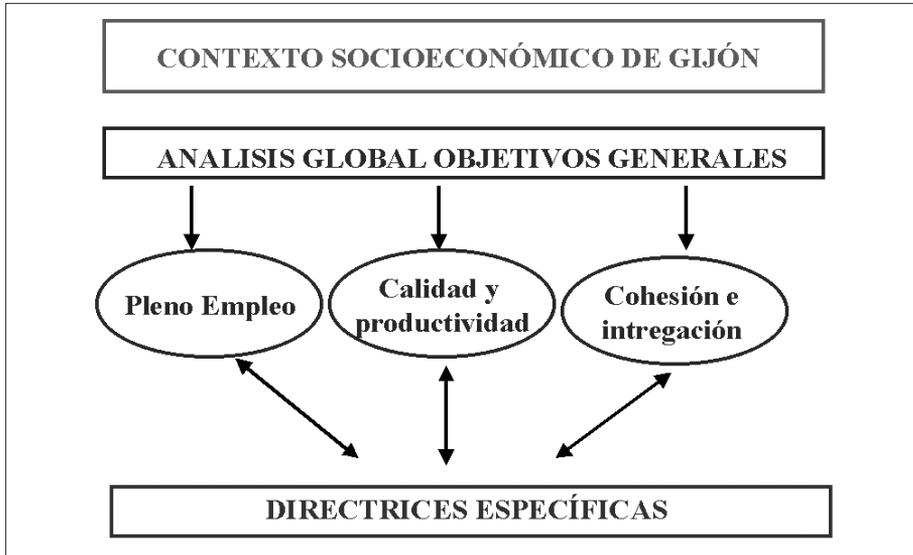 CONTEXTO SOCIOECONÓMICO DE GIJÓN
ANALISIS GLOBAL OBJETIVOS GENERALES
Pleno Empleo
Calidad y
productividad
Cohesión e
intregación
DIRECTRICES ESPECÍFICAS